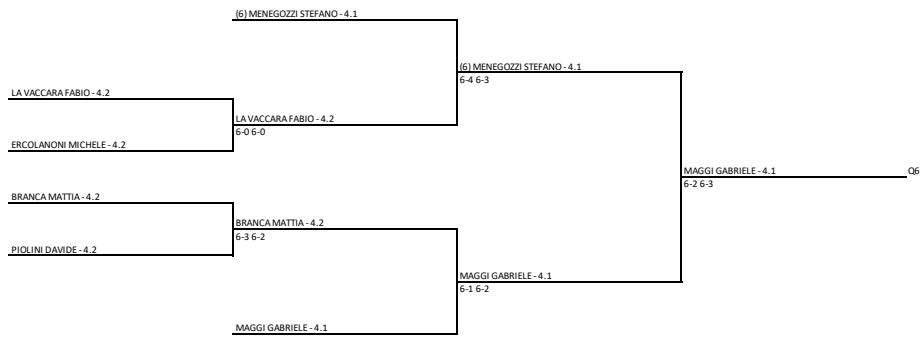 (6) MENEGOZZI STEFANO - 4.1
(6) MENEGOZZI STEFANO - 4.1
6-4 6-3
LA VACCARA FABIO - 4.2
LA VACCARA FABIO - 4.2
6-0 6-0
ERCOLANONI MICHELE - 4.2
MAGGI GABRIELE - 4.1
Q6
6-2 6-3
BRANCA MATTIA - 4.2
BRANCA MATTIA - 4.2
6-3 6-2
PIOLINI DAVIDE - 4.2
MAGGI GABRIELE - 4.1
6-1 6-2
MAGGI GABRIELE - 4.1